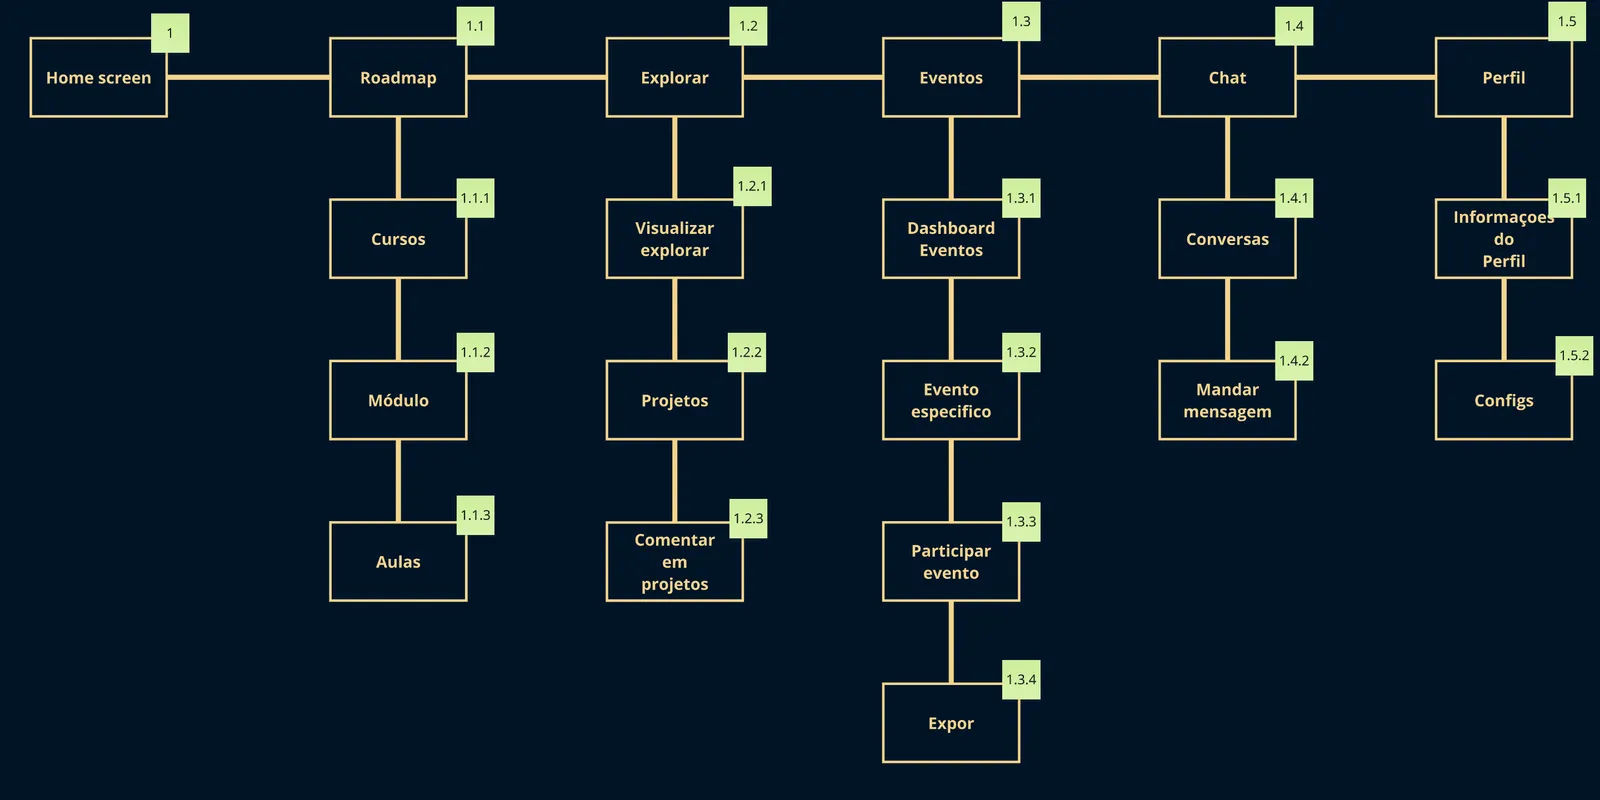 1
Home screen
1.1
Roadmap
1.2
Explorar
1.3
Eventos
1.4
Chat
1.5
Perfil
1.1.1
Cursos
1.2.1
Visualizar
explorar
1.3.1
Dashboard
Eventos
1.4.1
Conversas
1.5.1
Informaçoes
do
Perfil
1.1.2
Módulo
1.2.2
Projetos
1.3.2
Evento
especifico
1.4.2
Mandar
mensagem
1.5.2
Configs
1.1.3
Aulas
1.2.3
Comentar
em
projetos
1.3.3
Participar
evento
1.3.4
Expor